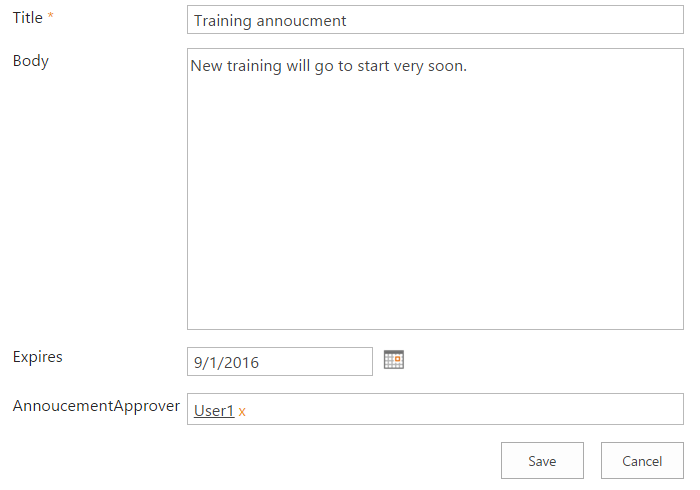 Title *
Training annoucment
Body
New training will go to start very soon.
Expires
9/1/2016
AnnoucementApprover
User1 x
Save
Cancel